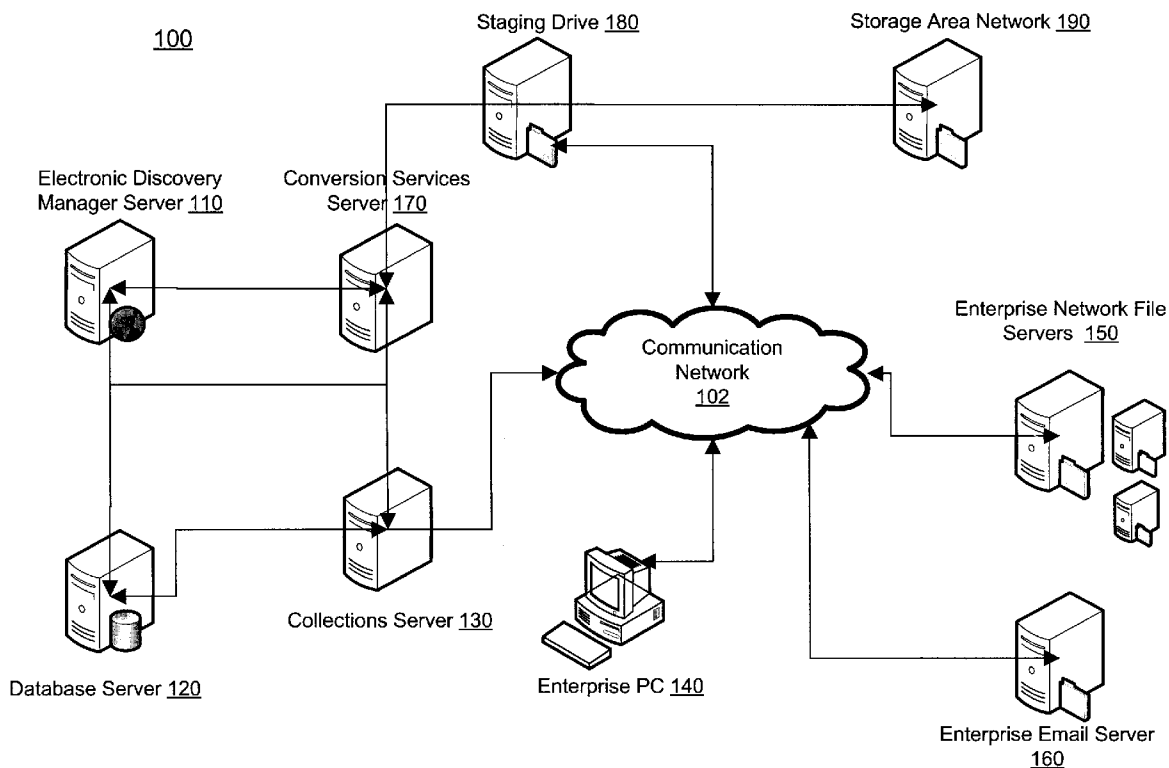 100
Staging Drive 180
Storage Area Network 190
Electronic Discovery
Manager Server 110
Conversion Services
Server 170
Communication
Network
102
Enterprise Network File
Servers 150
Collections Server 130
Database Server 120
Enterprise PC 140
Enterprise Email Server
160